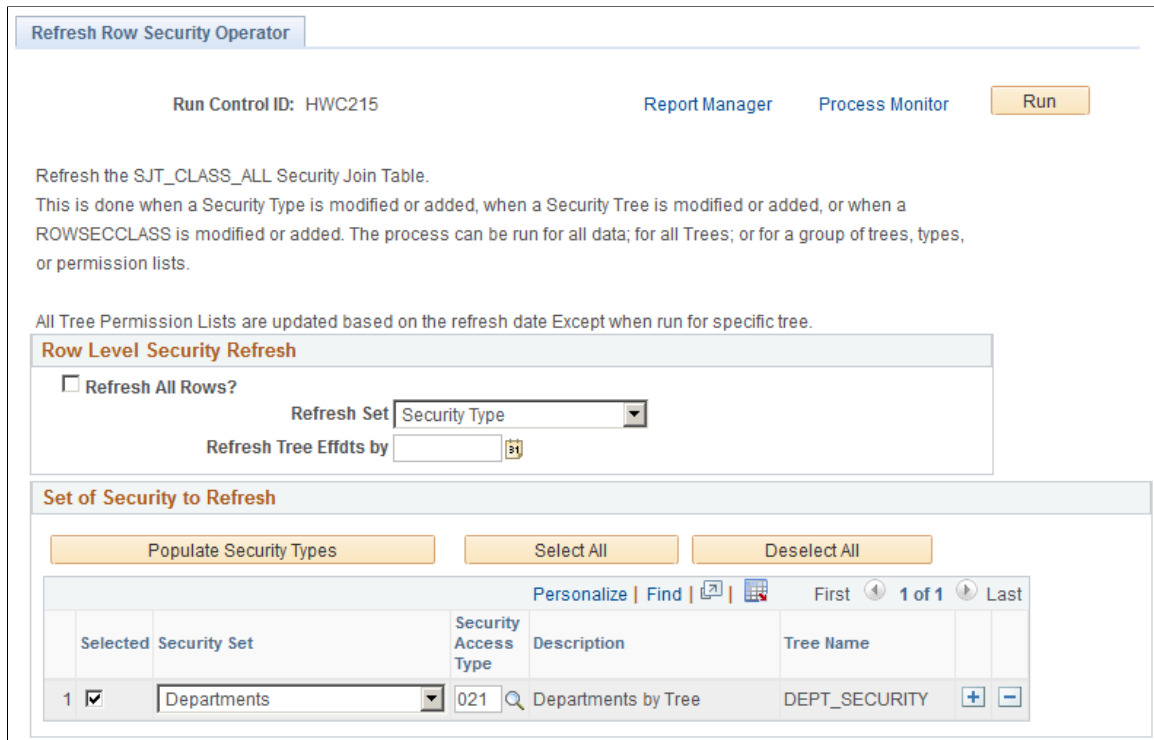 Refresh Row Security Operator
Run Control ID: HWC215 Report Manager Process Monitor Run
Refresh the SJT_CLASS_ALL Security Join Table.
This is done when a Security Type is modified or added, when a Security Tree is modified or added, or when a
ROWSECCLASS is modified or added. The process can be run for all data; for all Trees; or for a group of trees, types,
or permission lists.
All Tree Permission Lists are updated based on the refresh date Except when run for specific tree.
Row Level Security Refresh
Refresh All Rows?
Refresh Set Security Type
Refresh Tree Effdts by 31
Set of Security to Refresh
Populate Security Types Select All Deselect All
Personalize | Find | | First 1 of 1 Last
Selected Security Set Security Access Type Description Tree Name
1 Departments 021 Departments by Tree DEPT_SECURITY + -